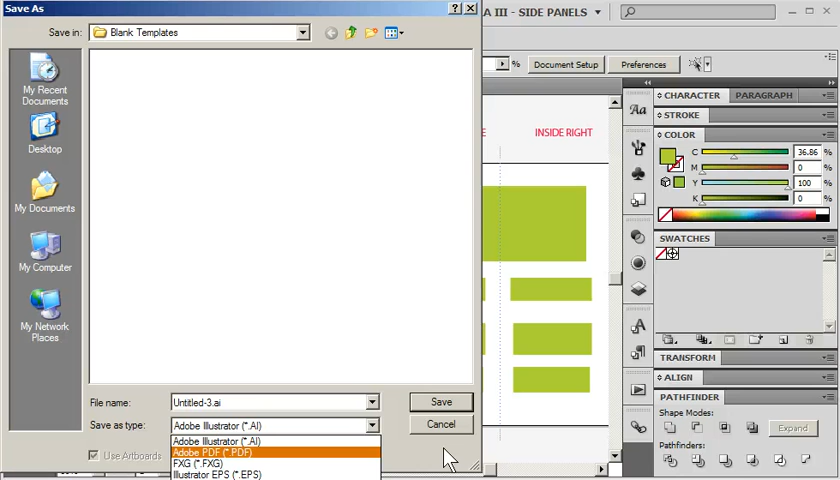 Save As
? X
A III - SIDE PANELS
Save in:
Blank Templates
%
Document Setup
Preferences
My Recent
Documents
Desktop
My Documents
My Computer
My Network
Places
INSIDE RIGHT
CHARACTER
PARAGRAPH
STROKE
COLOR
C
36.86
%
M
0
%
Y
100
%
K
0
%
SWATCHES
TRANSFORM
ALIGN
PATHFINDER
Shape Modes:
Expand
Pathfinders:
File name:
Untitled-3.ai
Save
Save as type:
Adobe Illustrator (*.AI)
Cancel
Adobe Illustrator (*.AI)
Adobe PDF (*.PDF)
FXG (*.FXG)
Illustrator EPS (*.EPS)
Use Artboards